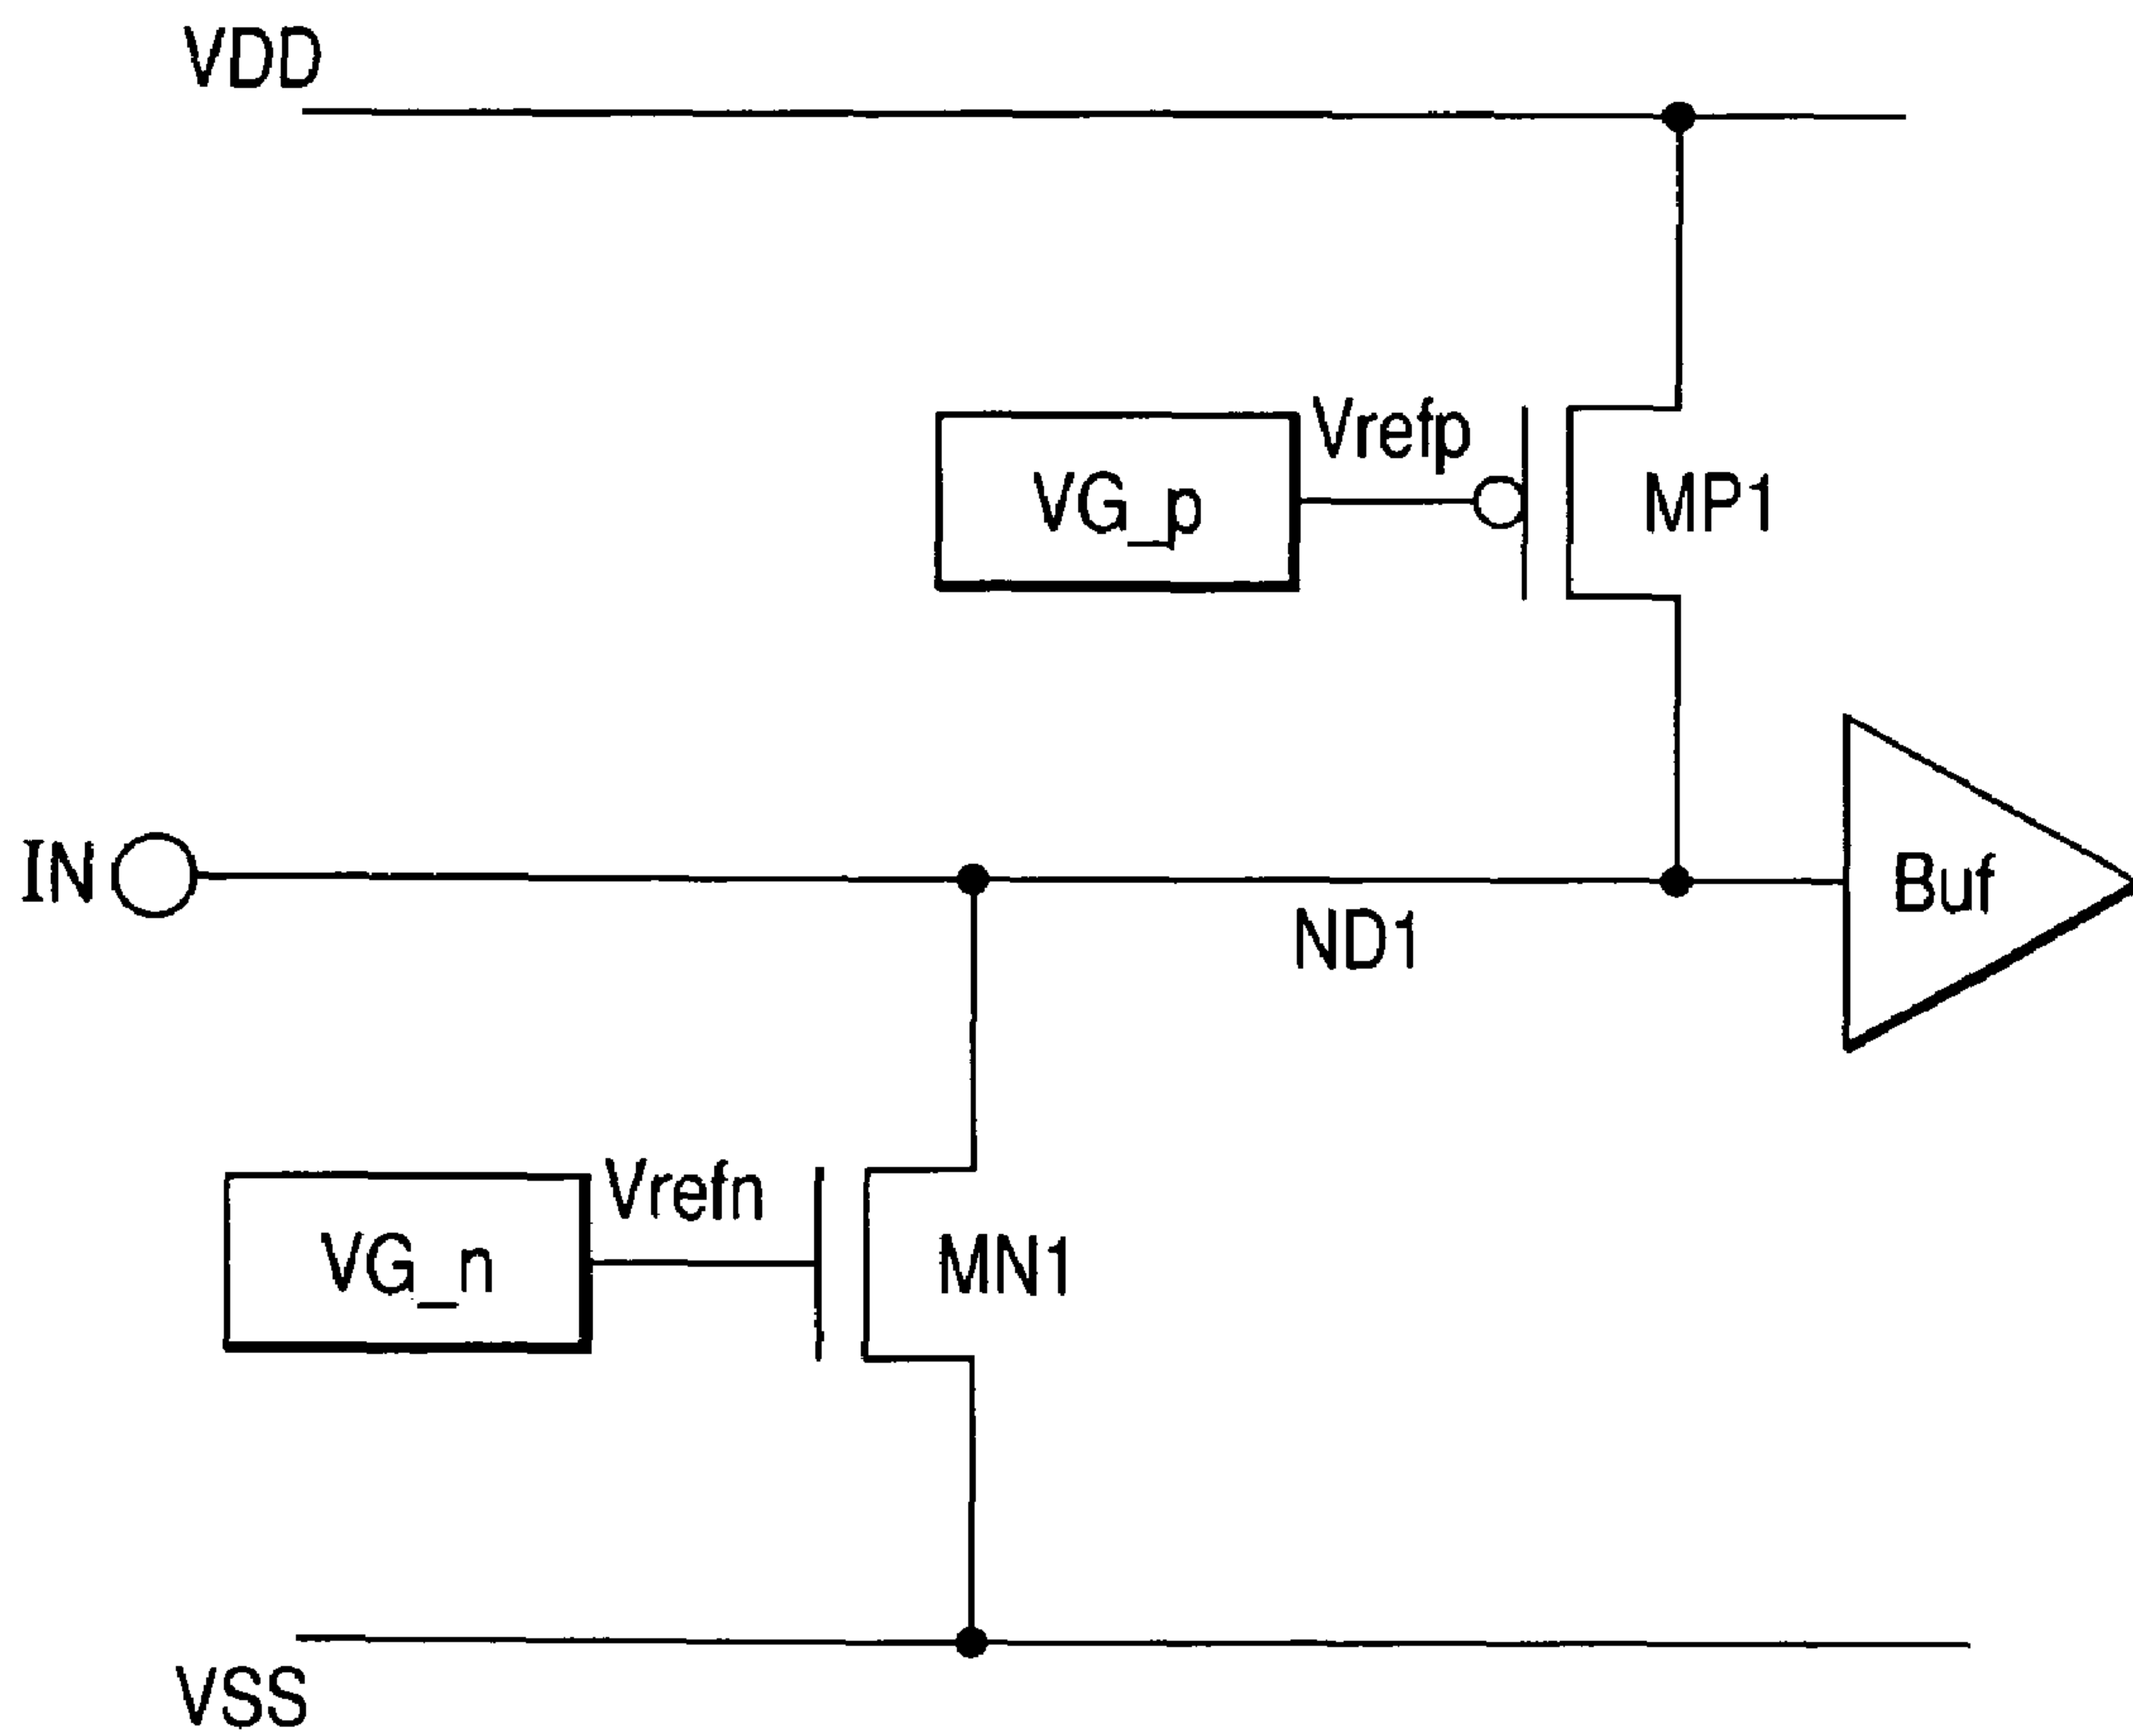 VDD
Vrefp
VG_p
MP1
IN
Buf
ND1
Vrefn
VG_n
MN1
VSS